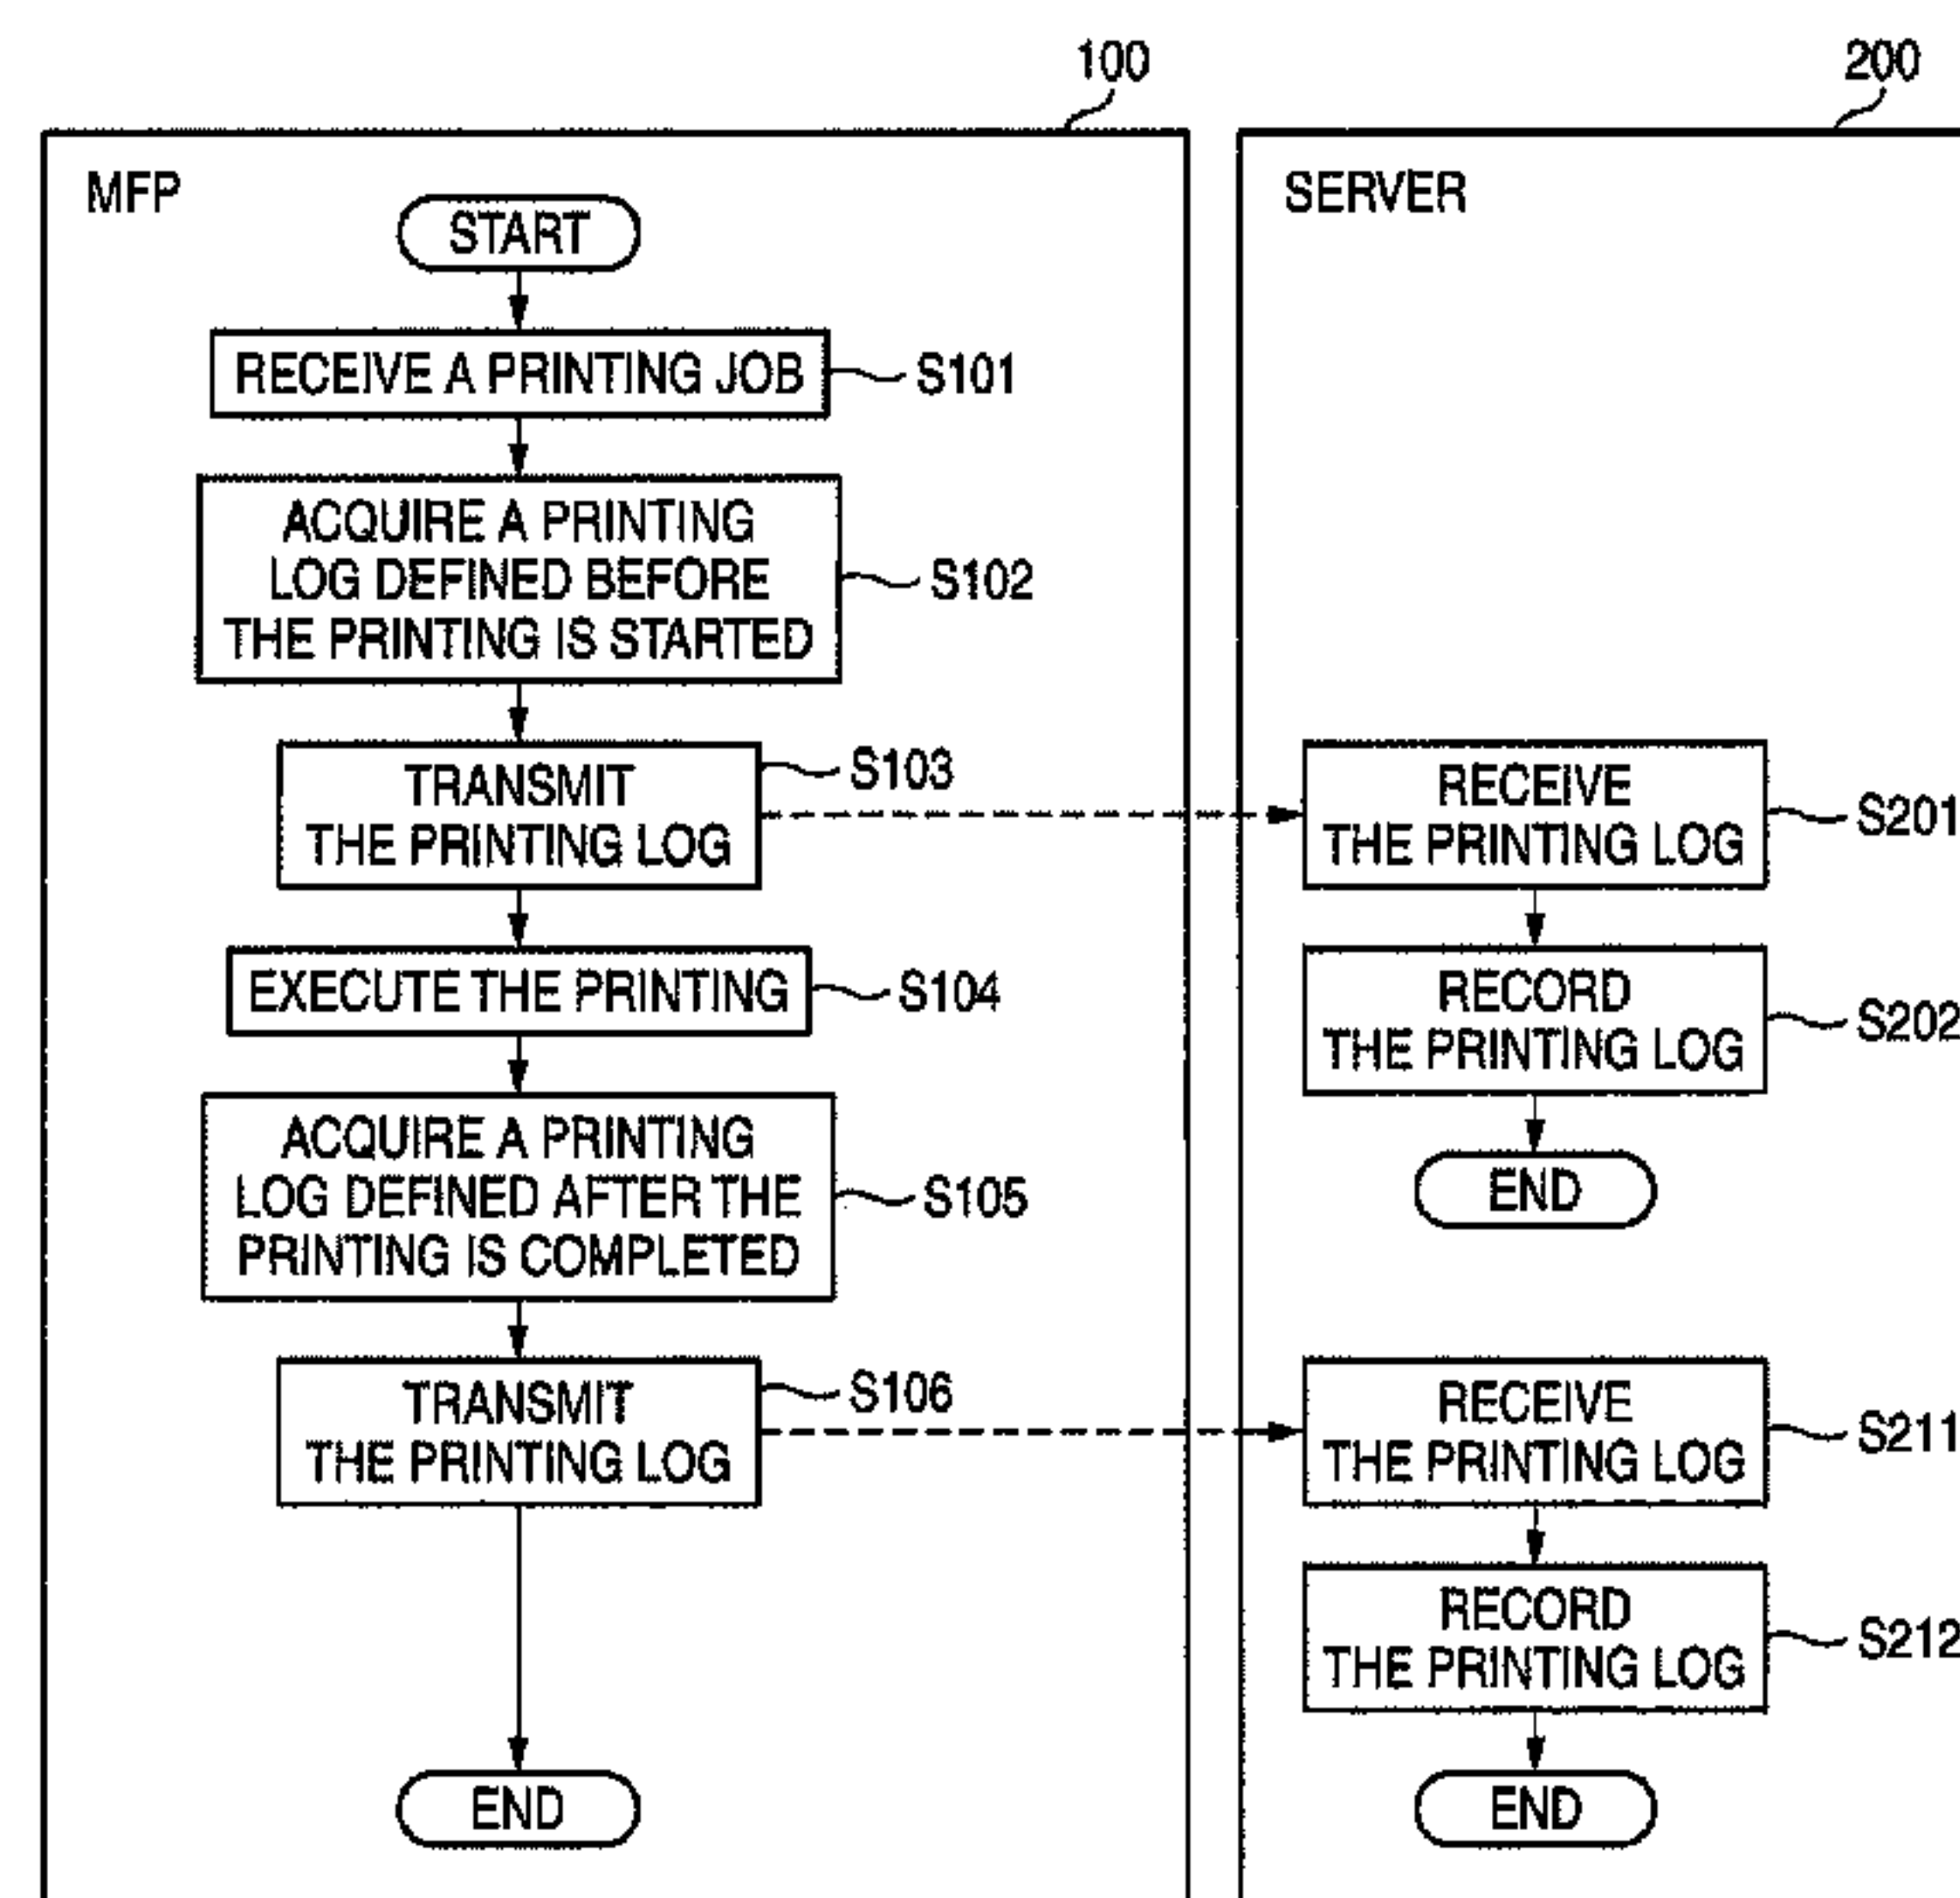 100
200
MFP
START
RECEIVE A PRINTING JOB
S101
ACQUIRE A PRINTING
LOG DEFINED BEFORE
THE PRINTING IS STARTED
S102
TRANSMIT
THE PRINTING LOG
S103
EXECUTE THE PRINTING
S104
ACQUIRE A PRINTING
LOG DEFINED AFTER THE
PRINTING IS COMPLETED
S105
TRANSMIT
THE PRINTING LOG
S106
END
SERVER
RECEIVE
THE PRINTING LOG
S201
RECORD
THE PRINTING LOG
S202
END
RECEIVE
THE PRINTING LOG
S211
RECORD
THE PRINTING LOG
S212
END